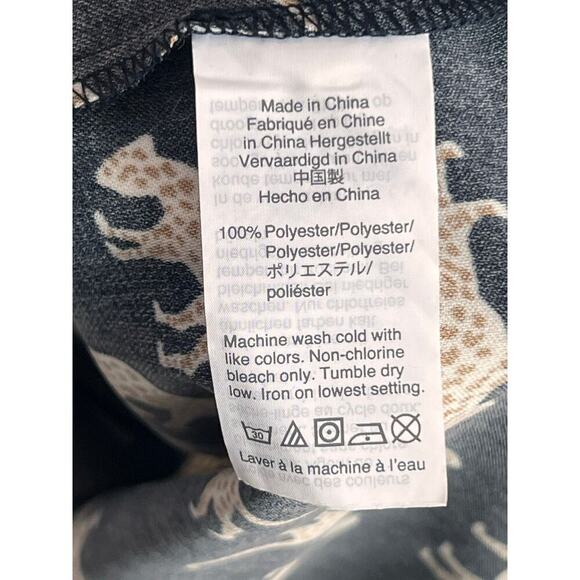 Made in China
Fabriqué en Chine
in China Hergestellt
Vervaardigd in China
中国製
Hecho en China
100% Polyester/Polyester/
Polyester/Polyester/
ポリエステル/
poliéster
Machine wash cold with
like colors. Non-chlorine
bleach only. Tumble dry
low. Iron on lowest setting.
30
Laver à la machine à l'eau